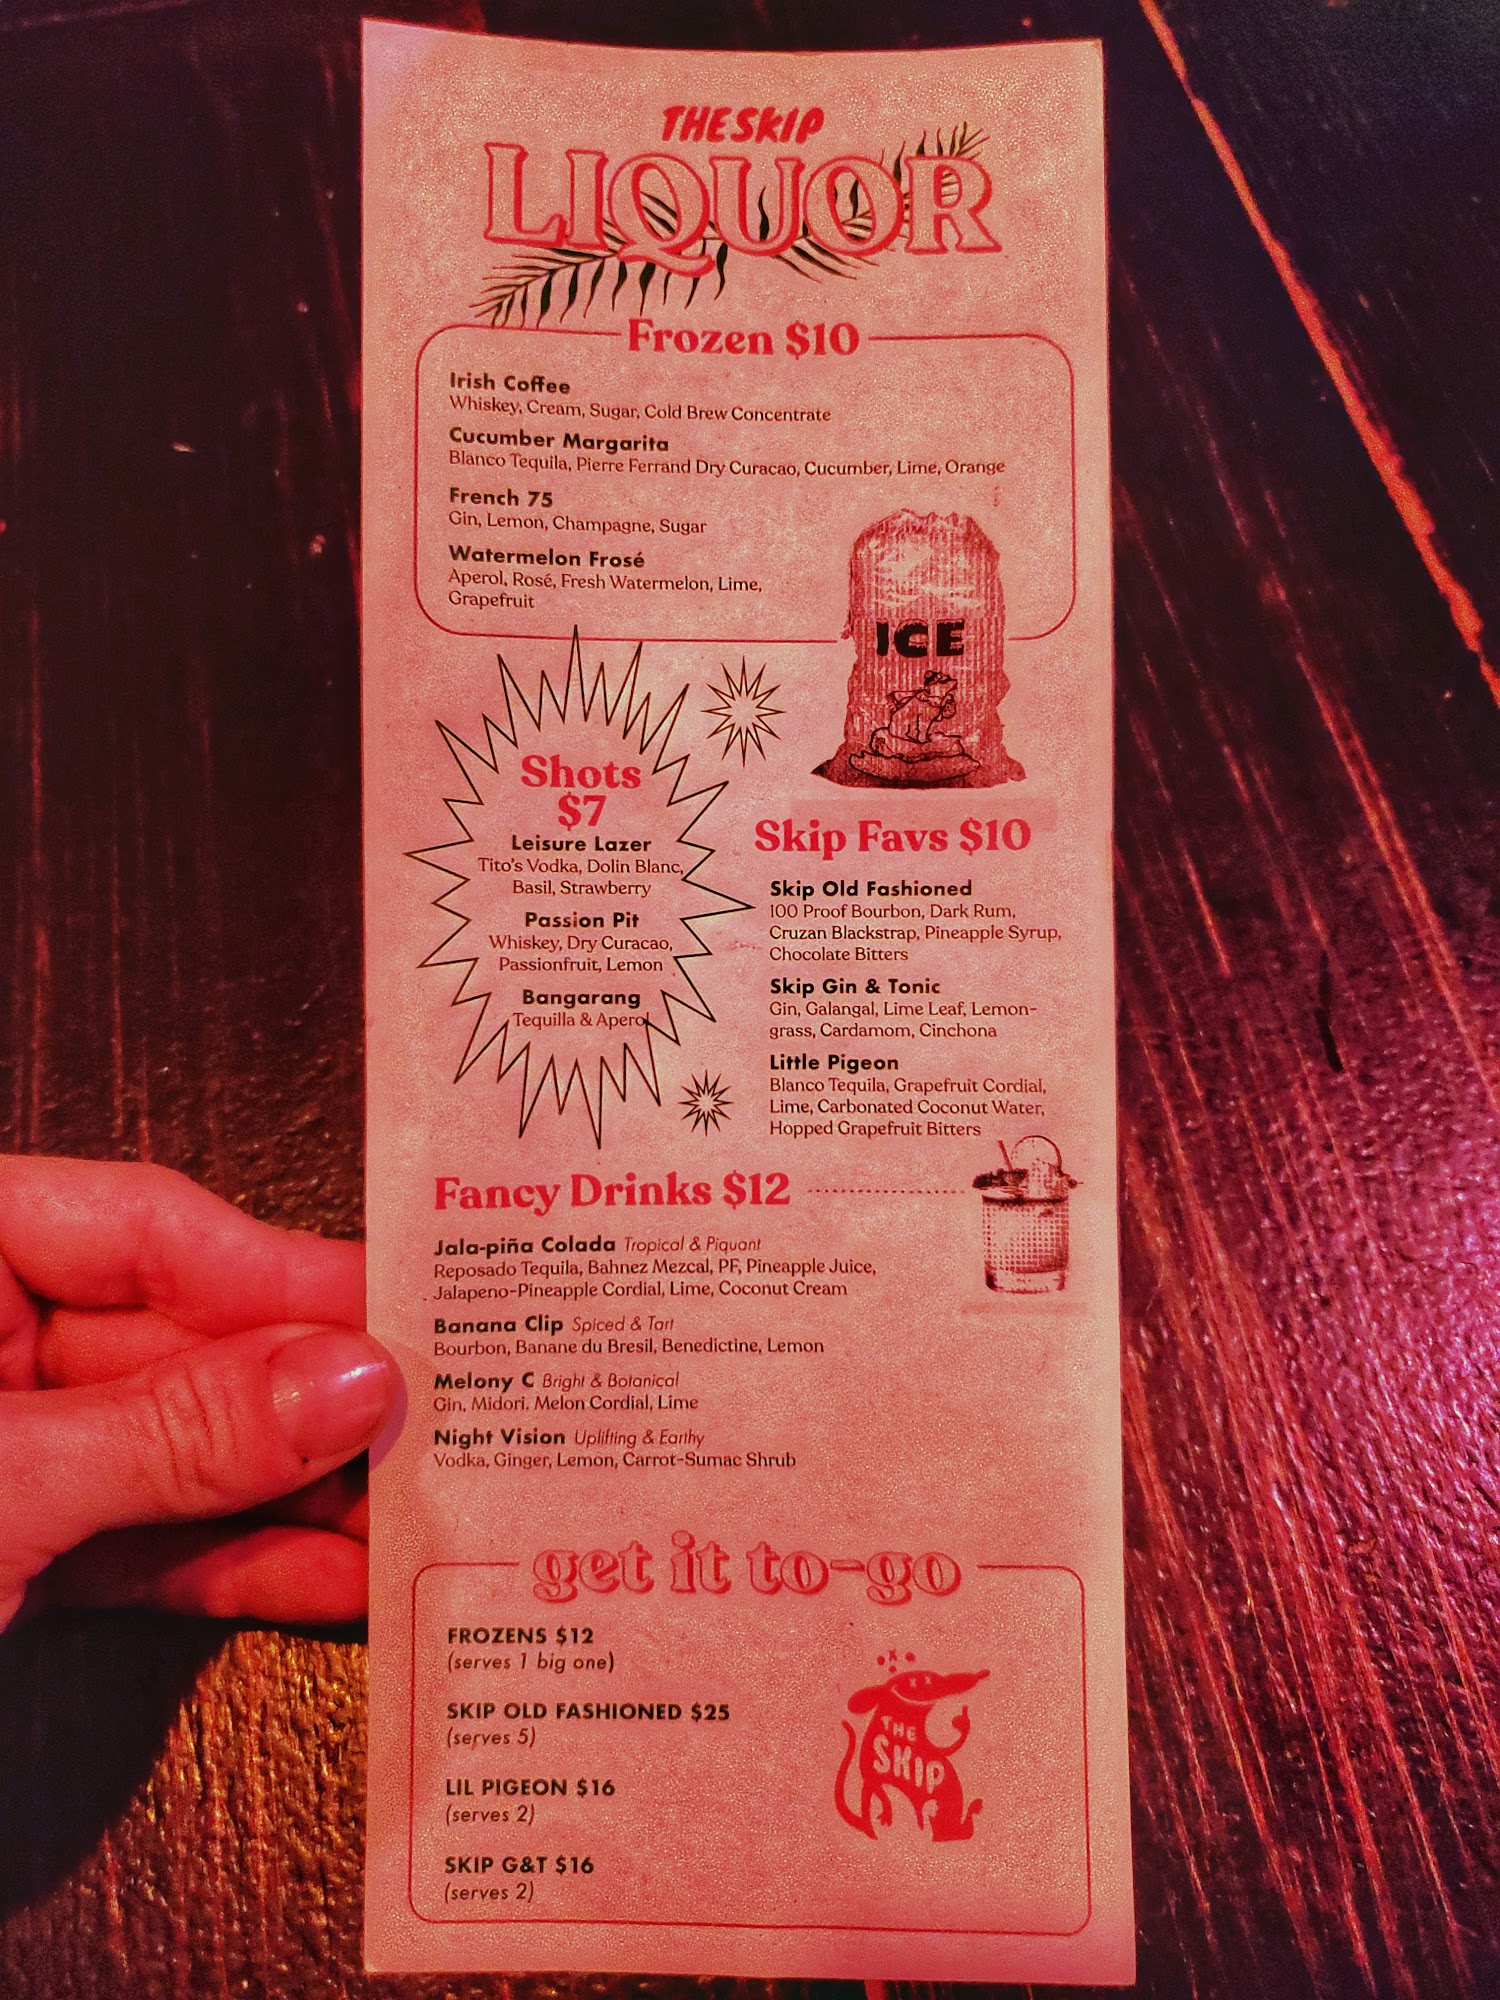 THE SKIP
LIQUOR
Frozen $10
Irish Coffee
Whiskey, Cream, Sugar, Cold Brew Concentrate
Cucumber Margarita
Blanco Tequila, Pierre Ferrand Dry Curacao, Cucumber, Lime, Orange
French 75
Gin, Lemon, Champagne, Sugar
Watermelon Frosé
Aperol, Rosé, Fresh Watermelon, Lime,
Grapefruit
ICE
Shots
$7
Leisure Lazer
Tito's Vodka, Dolin Blanc,
Basil, Strawberry
Passion Pit
Whiskey, Dry Curacao,
Passionfruit, Lemon
Bangarang
Tequilla & Aperol
Skip Favs $10
Skip Old Fashioned
100 Proof Bourbon, Dark Rum,
Cruzan Blackstrap, Pineapple Syrup,
Chocolate Bitters
Skip Gin & Tonic
Gin, Galangal, Lime Leaf, Lemon-
grass, Cardamom, Cinchona
Little Pigeon
Blanco Tequila, Grapefruit Cordial,
Lime, Carbonated Coconut Water,
Hopped Grapefruit Bitters
Fancy Drinks $12
Jala-piña Colada Tropical & Piquant
Reposado Tequila, Bahnez Mezcal, PF, Pineapple Juice,
Jalapeno-Pineapple Cordial, Lime, Coconut Cream
Banana Clip Spiced & Tart
Bourbon, Banane du Bresil, Benedictine, Lemon
Melony C Bright & Botanical
Gin, Midori, Melon Cordial, Lime
Night Vision Uplifting & Earthy
Vodka, Ginger, Lemon, Carrot-Sumac Shrub
get it to-go
FROZENS $12
(serves 1 big one)
SKIP OLD FASHIONED $25
(serves 5)
LIL PIGEON $16
(serves 2)
SKIP G&T $16
(serves 2)
THE
SKIP